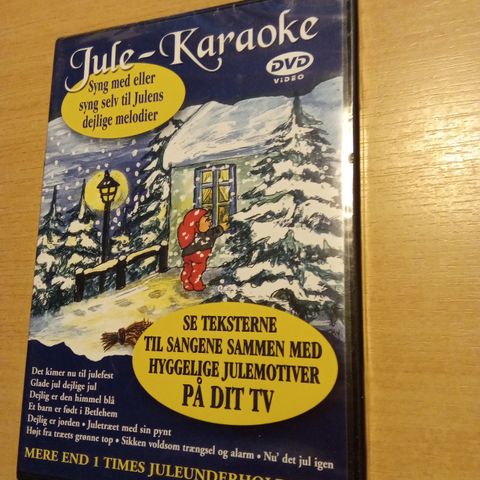 Jule-Karaoke
DVD
VIDEO
Syng med eller
syng selv til Julens
dejlige melodier
SE TEKSTERNE
TIL SANGENE SAMMEN MED
HYGGELIGE JULEMOTIVER
PÅ DIT TV
Det kimer nu til julefest
Glade jul dejlige jul
Dejlig er den himmel blå
Et barn er født i Betlehem
Dejlig er jorden • Juletræet med sin pynt
Højt fra træets grønne top • Sikken voldsom trængsel og alarm • Nu' det jul igen
MERE END 1 TIMES